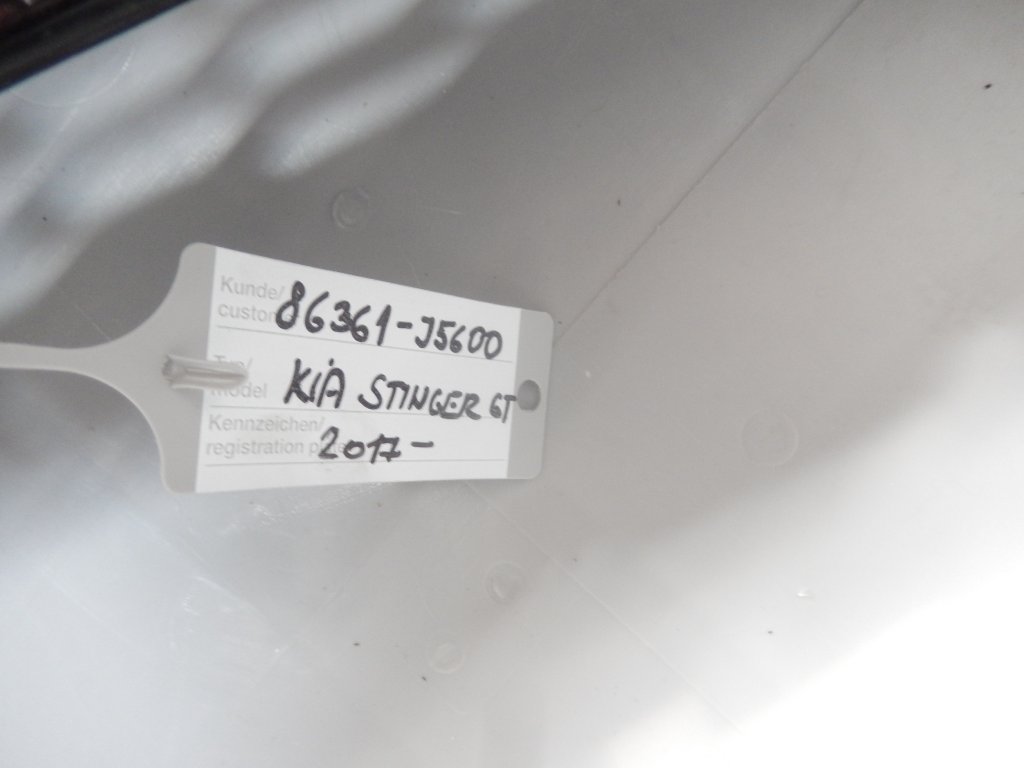 Kunde/
custom 86361-J5600
Typ/
model KIA STINGER GT
Kennzeichen/
registration 2017-